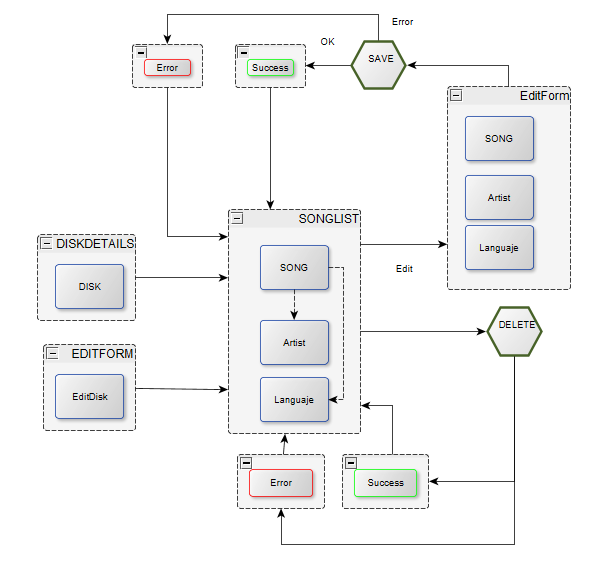 Error
OK
SAVE
Error
Success
EditForm
SONG
Artist
Languaje
SONGLIST
DISKDETAILS
DISK
SONG
Edit
DELETE
Artist
EDITFORM
EditDisk
Languaje
Error
Success